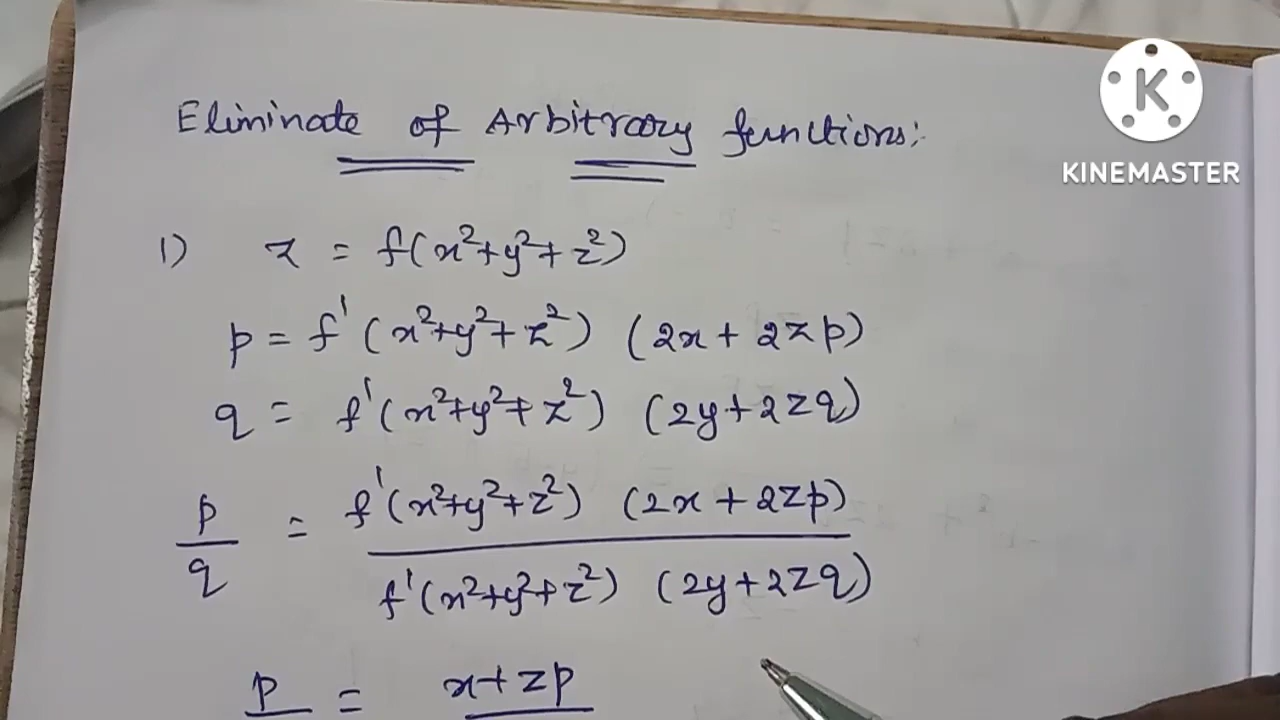 Eliminate of Arbitrary functions:
K
KINEMASTER
1) z = f(x²+y²+z²)
p = f'(x²+y²+z²) (2x + 2zp)
q = f'(x²+y²+z²) (2y+2zq)
p/q = f'(x²+y²+z²) (2x + 2zp) / f'(x²+y²+z²) (2y+2zq)
p = x+zp